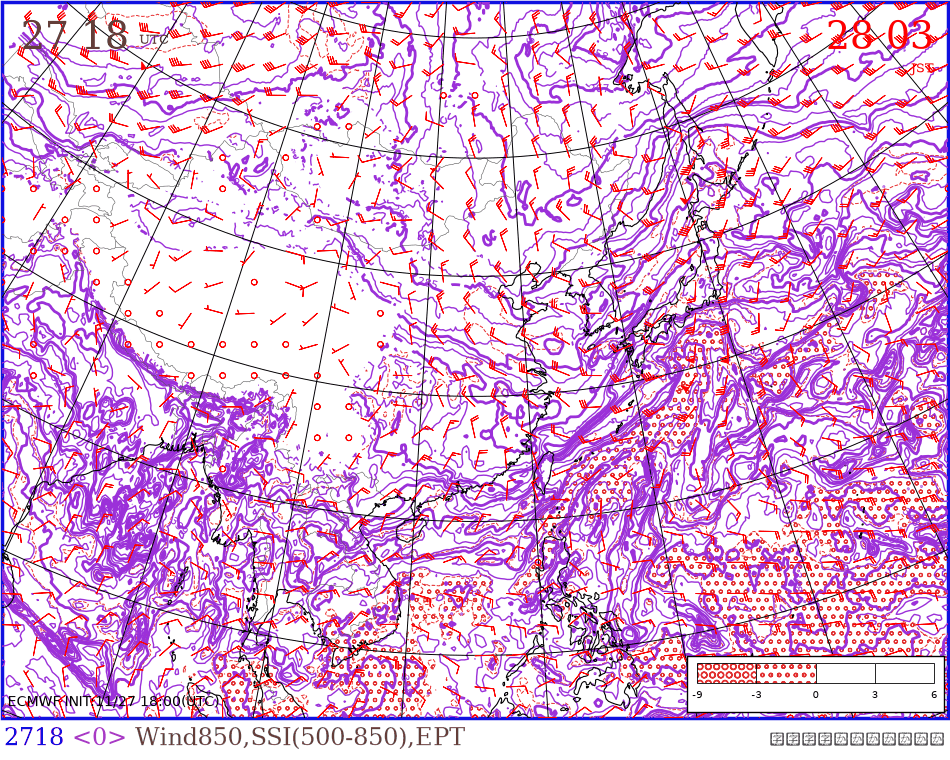 27 18 UTC 28 03
JST
-9 -3 0 3 6
ECMWF INIT 11/27 18:00(UTC)
2718 <0> Wind850,SSI(500-850),EPT